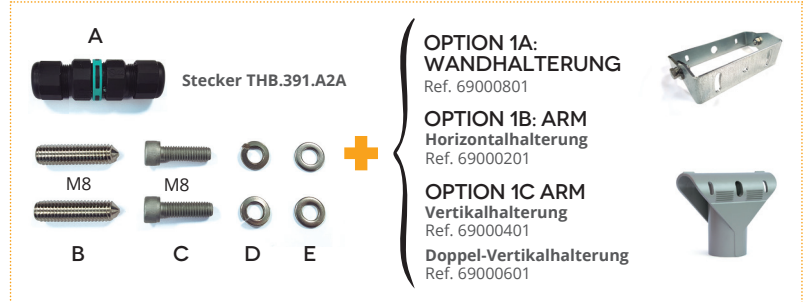 A
Stecker THB.391.A2A
M8
M8
B
C
D
E
OPTION 1A:
WANDHALTERUNG
Ref. 69000801
OPTION 1B: ARM
Horizontalhalterung
Ref. 69000201
OPTION 1C ARM
Vertikalhalterung
Ref. 69000401
Doppel-Vertikalhalterung
Ref. 69000601